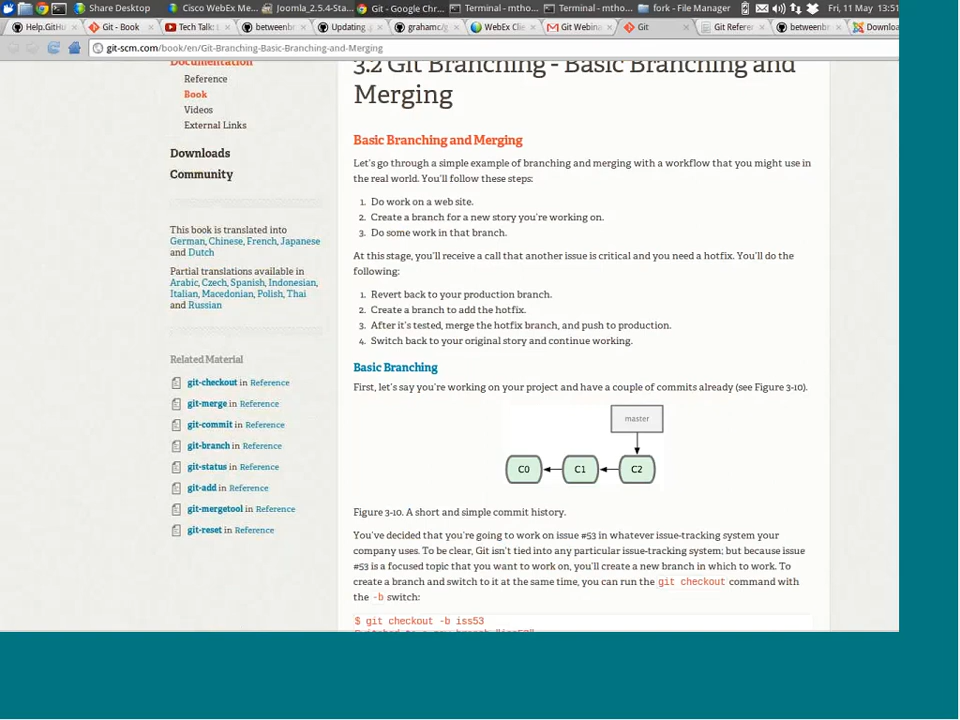 Share Desktop Cisco WebEx Me... Joomla_2.5.4-Sta... Git - Google Chr... Terminal - mtho... Terminal - mtho... fork - File Manager Fri, 11 May 13:51
Help.GitHu Git - Book Tech Talk: betweenbr Updating grahamc/ WebEx Clie Gmail Git Webinar Git Git Referen betweenbr Downloa
git-scm.com/book/en/Git-Branching-Basic-Branching-and-Merging
Documentation
Reference
Book
Videos
External Links
Downloads
Community
This book is translated into
German, Chinese, French, Japanese
and Dutch
Partial translations available in
Arabic, Czech, Spanish, Indonesian,
Italian, Macedonian, Polish, Thai
and Russian
Related Material
git-checkout in Reference
git-merge in Reference
git-commit in Reference
git-branch in Reference
git-status in Reference
git-add in Reference
git-mergetool in Reference
git-reset in Reference
3.2 Git Branching - Basic Branching and
Merging
Basic Branching and Merging
Let's go through a simple example of branching and merging with a workflow that you might use in
the real world. You'll follow these steps:
1. Do work on a web site.
2. Create a branch for a new story you're working on.
3. Do some work in that branch.
At this stage, you'll receive a call that another issue is critical and you need a hotfix. You'll do the
following:
1. Revert back to your production branch.
2. Create a branch to add the hotfix.
3. After it's tested, merge the hotfix branch, and push to production.
4. Switch back to your original story and continue working.
Basic Branching
First, let's say you're working on your project and have a couple of commits already (see Figure 3-10).
master
C0 C1 C2
Figure 3-10. A short and simple commit history.
You've decided that you're going to work on issue #53 in whatever issue-tracking system your
company uses. To be clear, Git isn't tied into any particular issue-tracking system; but because issue
#53 is a focused topic that you want to work on, you'll create a new branch in which to work. To
create a branch and switch to it at the same time, you can run the git checkout command with
the -b switch:
$ git checkout -b iss53